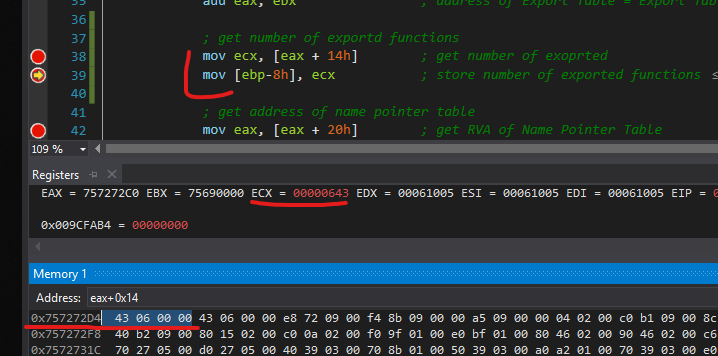 35 add eax, ebx ; address of Export Table = Export Tab
36
37 ; get number of exportd functions
38 mov ecx, [eax + 14h] ; get number of exoprted
39 mov [ebp-8h], ecx ; store number of exported functions ≤
40
41 ; get address of name pointer table
42 mov eax, [eax + 20h] ; get RVA of Name Pointer Table
109 %
Registers
EAX = 757272C0 EBX = 75690000 ECX = 00000643 EDX = 00061005 ESI = 00061005 EDI = 00061005 EIP = 0
0x009CFAB4 = 00000000
Memory 1
Address: eax+0x14
0x757272D4 43 06 00 00 43 06 00 00 e8 72 09 00 f4 8b 09 00 00 a5 09 00 00 04 02 00 c0 b1 09 00 8c
0x757272F8 40 b2 09 00 80 15 02 00 c0 0a 02 00 f0 9f 01 00 e0 bf 01 00 80 46 02 00 90 46 02 00 c6
0x7572731C 70 27 05 00 d0 27 05 00 40 39 03 00 70 8b 01 00 50 39 03 00 a0 a2 01 00 70 39 03 00 e0